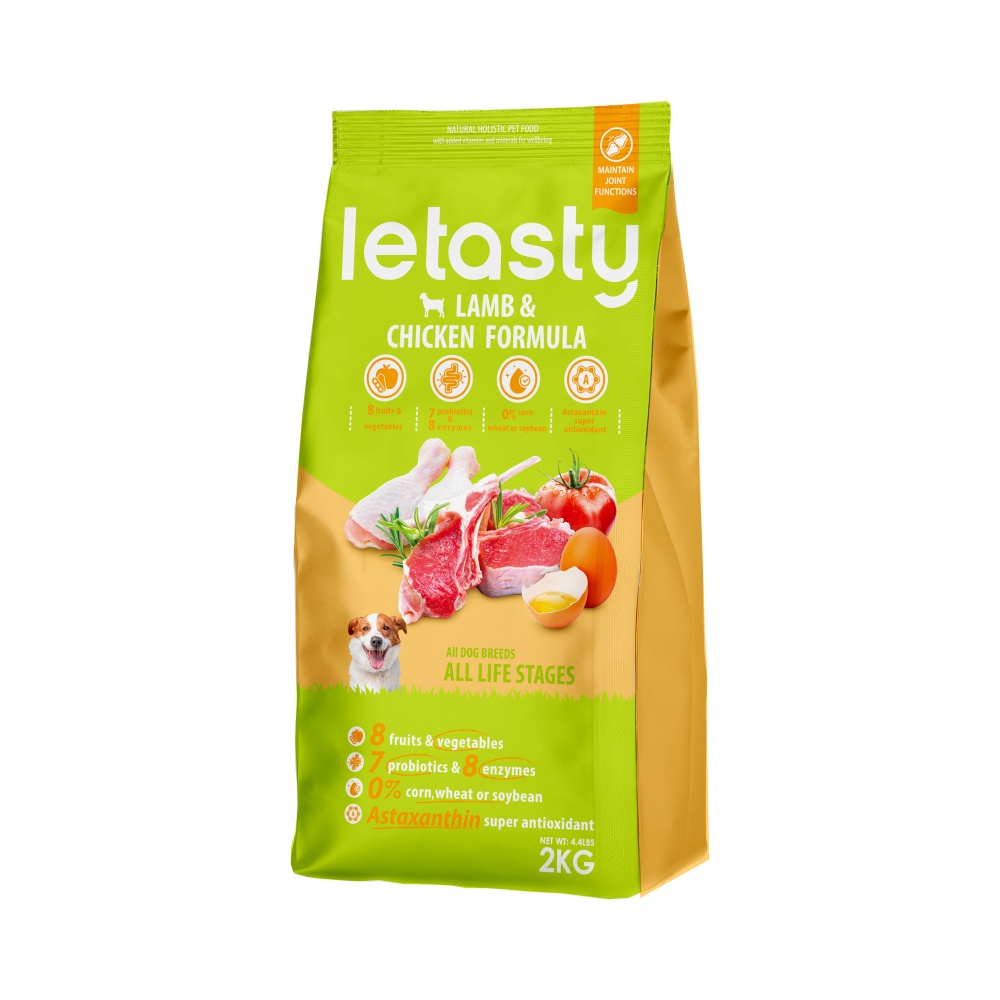 NATURAL HOLISTIC PET FOOD
with added vitamins and minerals for wellbeing
MAINTAIN
JOINT
FUNCTIONS
letasty
LAMB &
CHICKEN FORMULA
8 fruits &
vegetables
7 probiotics
&
8 enzymes
0% corn
wheat or soybean
A
Astaxanthin
super
antioxidant
All DOG BREEDS
ALL LIFE STAGES
8 fruits & vegetables
7 probiotics & 8 enzymes
0% corn,wheat or soybean
A
Astaxanthin super antioxidant
NET WT: 4.4LBS
2KG